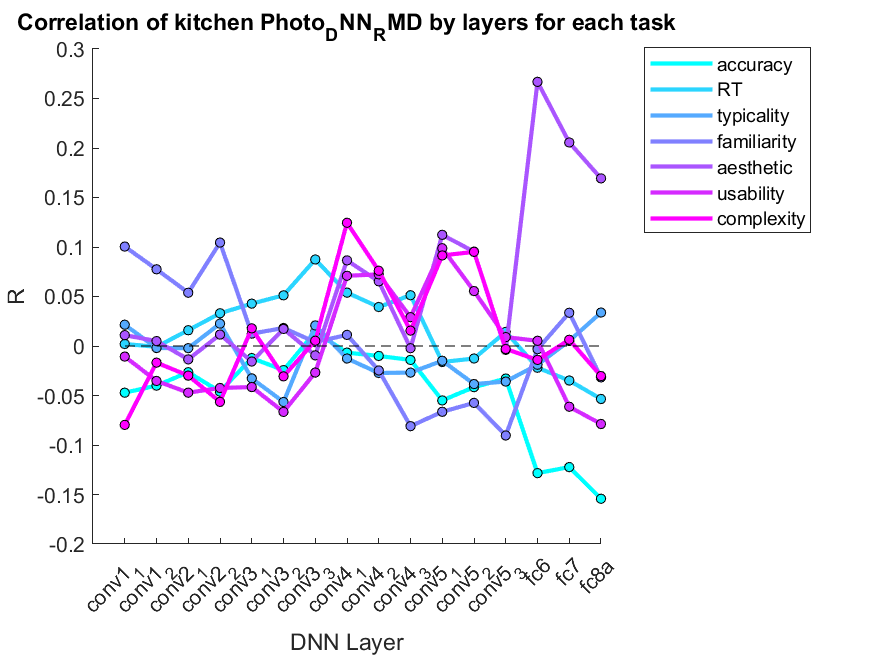 Correlation of kitchen Photo_DNN_RMD by layers for each task
0.3
0.25
0.2
0.15
0.1
0.05
0
-0.05
-0.1
-0.15
-0.2
R
conv1_1
conv1_2
conv2_1
conv2_2
conv3_1
conv3_2
conv3_3
conv4_1
conv4_2
conv4_3
conv5_1
conv5_2
conv5_3
fc6
fc7
fc8a
DNN Layer
accuracy
RT
typicality
familiarity
aesthetic
usability
complexity